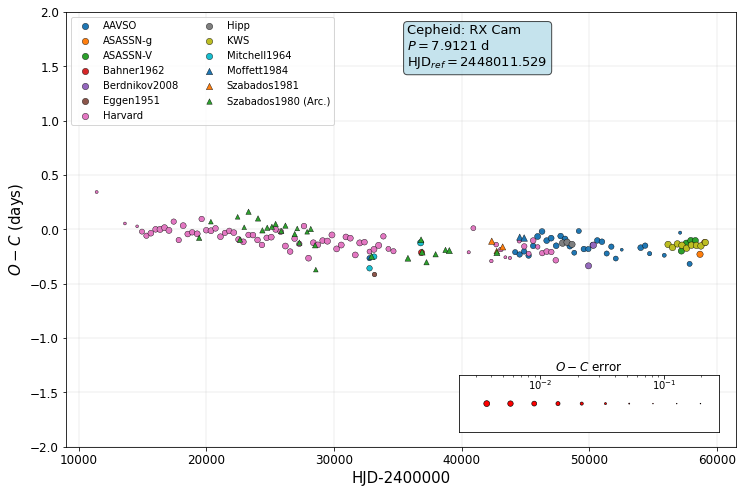 AAVSO
ASASSN-g
ASASSN-V
Bahner1962
Berdnikov2008
Eggen1951
Harvard
Hipp
KWS
Mitchell1964
Moffett1984
Szabados1981
Szabados1980 (Arc.)
Cepheid: RX Cam
P = 7.9121 d
HJD_ref = 2448011.529
O − C (days)
2.0
1.5
1.0
0.5
0.0
−0.5
−1.0
−1.5
−2.0
O − C error
10⁻² 10⁻¹
10000 20000 30000 40000 50000 60000
HJD-2400000